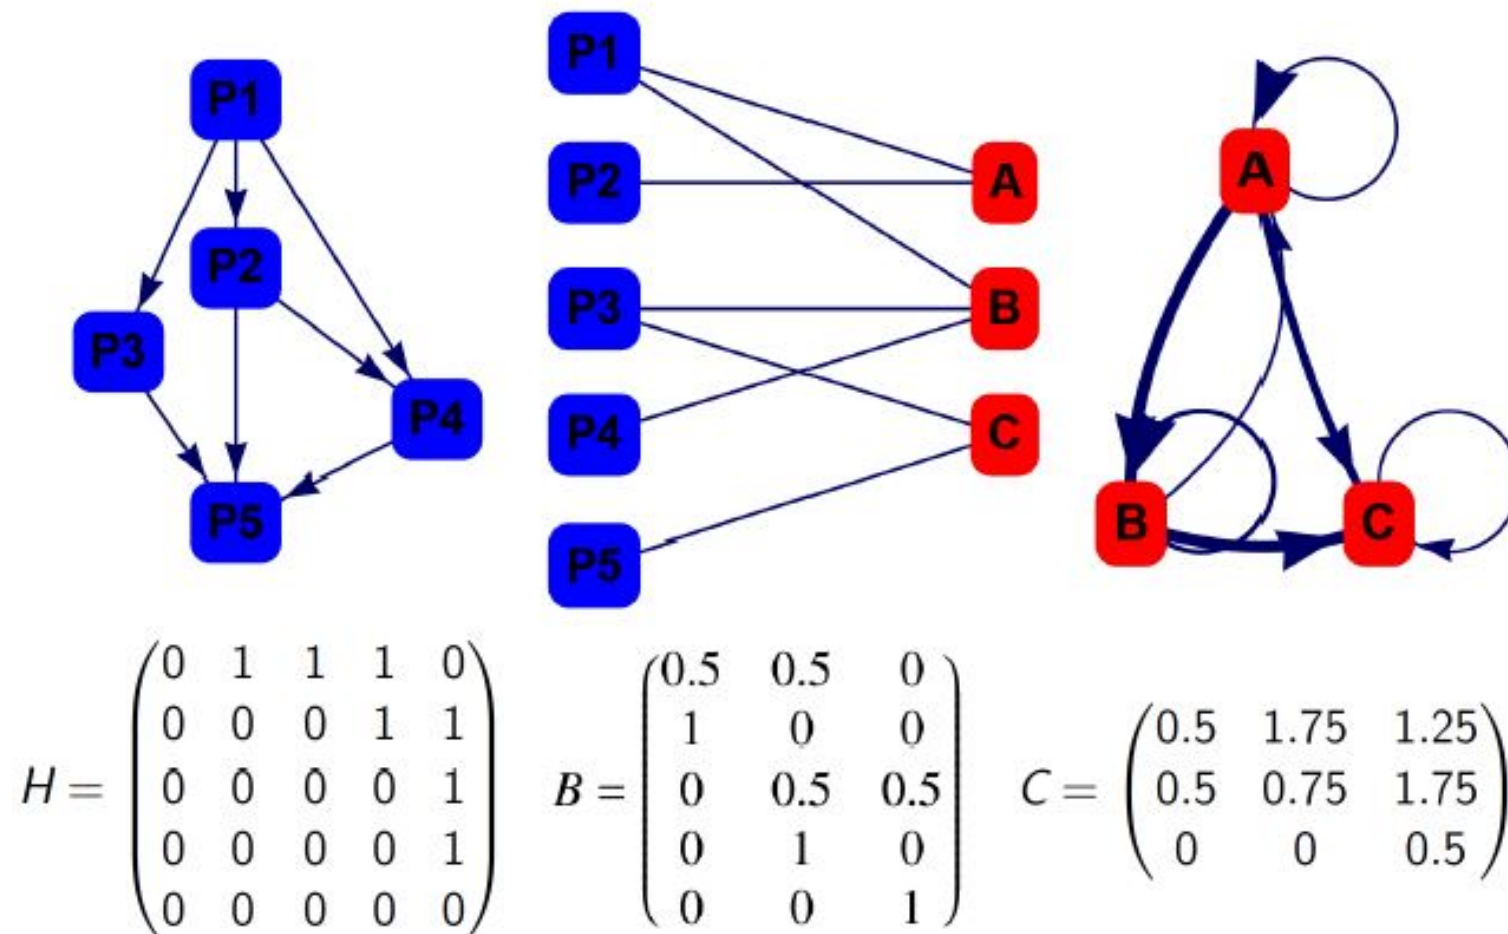 P1
P2
P3
P4
P5
P1
P2
P3
P4
P5
A
B
C
A
B
C
H = (0 1 1 1 0
0 0 0 1 1
0 0 0 0 1
0 0 0 0 1
0 0 0 0 0)
B = (0.5 0.5 0
1 0 0
0 0.5 0.5
0 1 0
0 0 1)
C = (0.5 1.75 1.25
0.5 0.75 1.75
0 0 0.5)